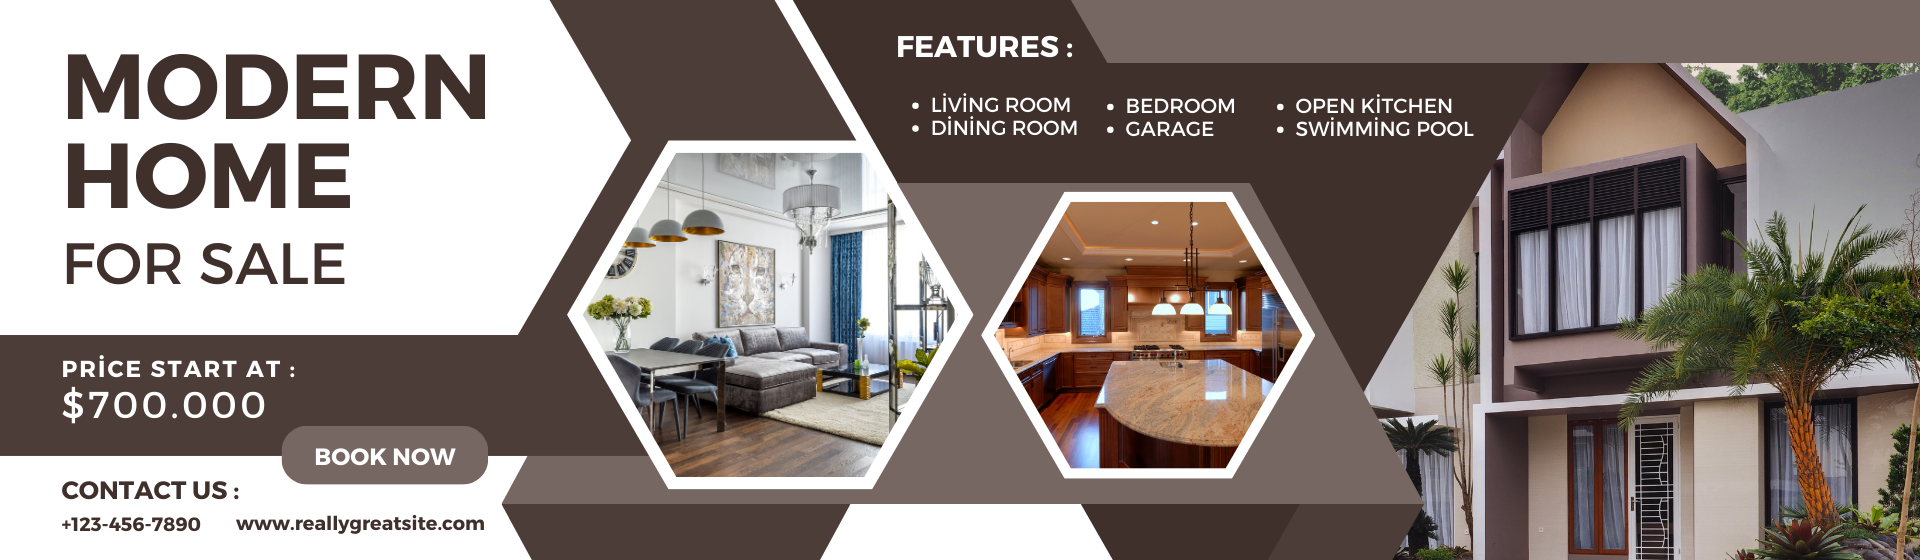 MODERN
HOME
FOR SALE
PRİCE START AT :
$700.000
BOOK NOW
CONTACT US :
+123-456-7890 www.reallygreatsite.com
FEATURES :
• LİVİNG ROOM
• DİNİNG ROOM
• BEDROOM
• GARAGE
• OPEN KİTCHEN
• SWİMMİNG POOL